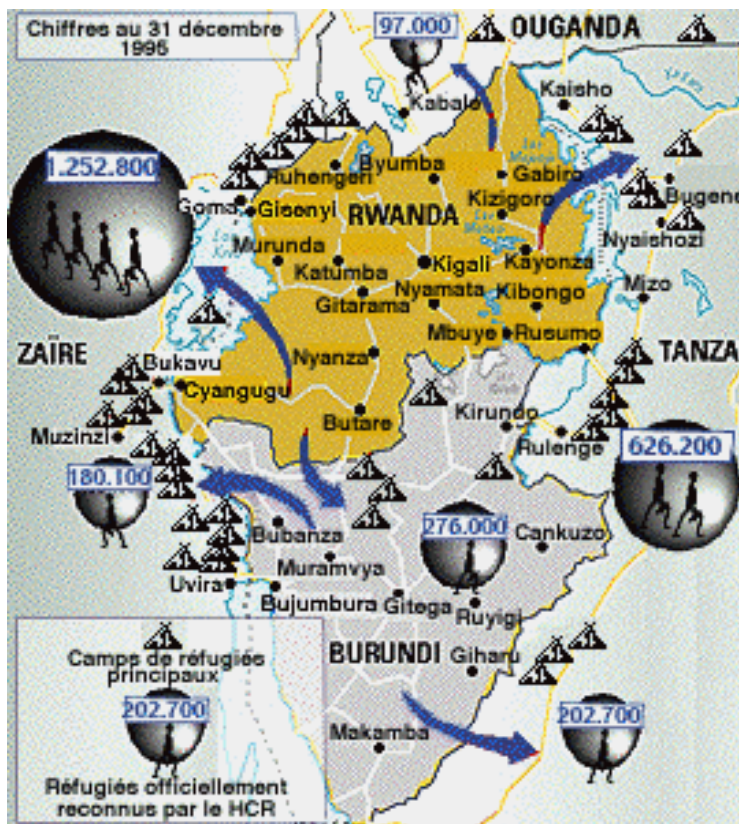 Chiffres au 31 décembre
1995
97.000
OUGANDA
Kabale
Kaisho
1.252.800
Ruhengeri
Byumba
Gabiro
Goma
Gisenyi
RWANDA
Kizigoro
Bugene
Nyaishozi
Murunda
Katumba
Kigali
Kayonza
Gitarama
Nyamata
Kibongo
Mizo
Mbuye
Rusumo
ZAÏRE
TANZA
Bukavu
Nyanza
Cyangugu
Butare
Kirundo
Muzinzi
Rulenge
626.200
180.100
276.000
Bubanza
Cankuzo
Muramvya
Uvira
Bujumbura
Gitega
Ruyigi
BURUNDI
Giharu
Makamba
202.700
Camps de réfugiés
principaux
202.700
Réfugiés officiellement
reconnus par le HCR